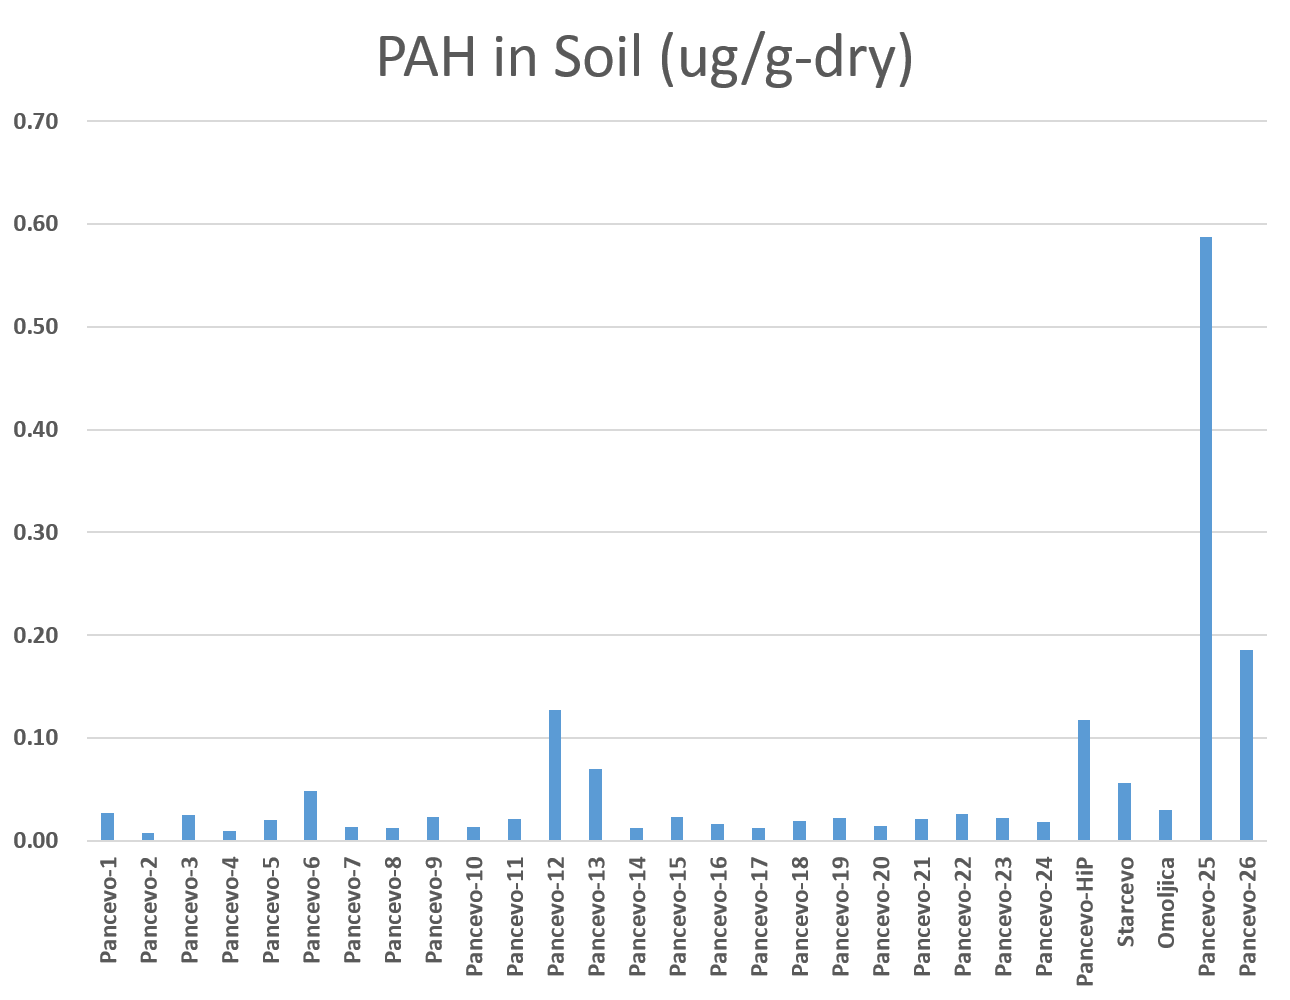 PAH in Soil (ug/g-dry)
0.70
0.60
0.50
0.40
0.30
0.20
0.10
0.00
Pancevo-1
Pancevo-2
Pancevo-3
Pancevo-4
Pancevo-5
Pancevo-6
Pancevo-7
Pancevo-8
Pancevo-9
Pancevo-10
Pancevo-11
Pancevo-12
Pancevo-13
Pancevo-14
Pancevo-15
Pancevo-16
Pancevo-17
Pancevo-18
Pancevo-19
Pancevo-20
Pancevo-21
Pancevo-22
Pancevo-23
Pancevo-24
Pancevo-HiP
Starcevo
Omoljica
Pancevo-25
Pancevo-26